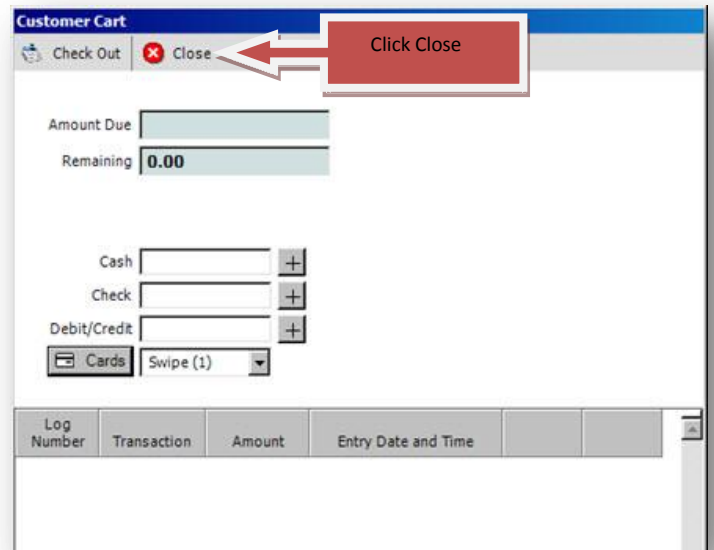 Customer Cart
Check Out Close
Click Close
Amount Due
Remaining 0.00
Cash +
Check +
Debit/Credit +
Cards Swipe (1)
Log Number Transaction Amount Entry Date and Time